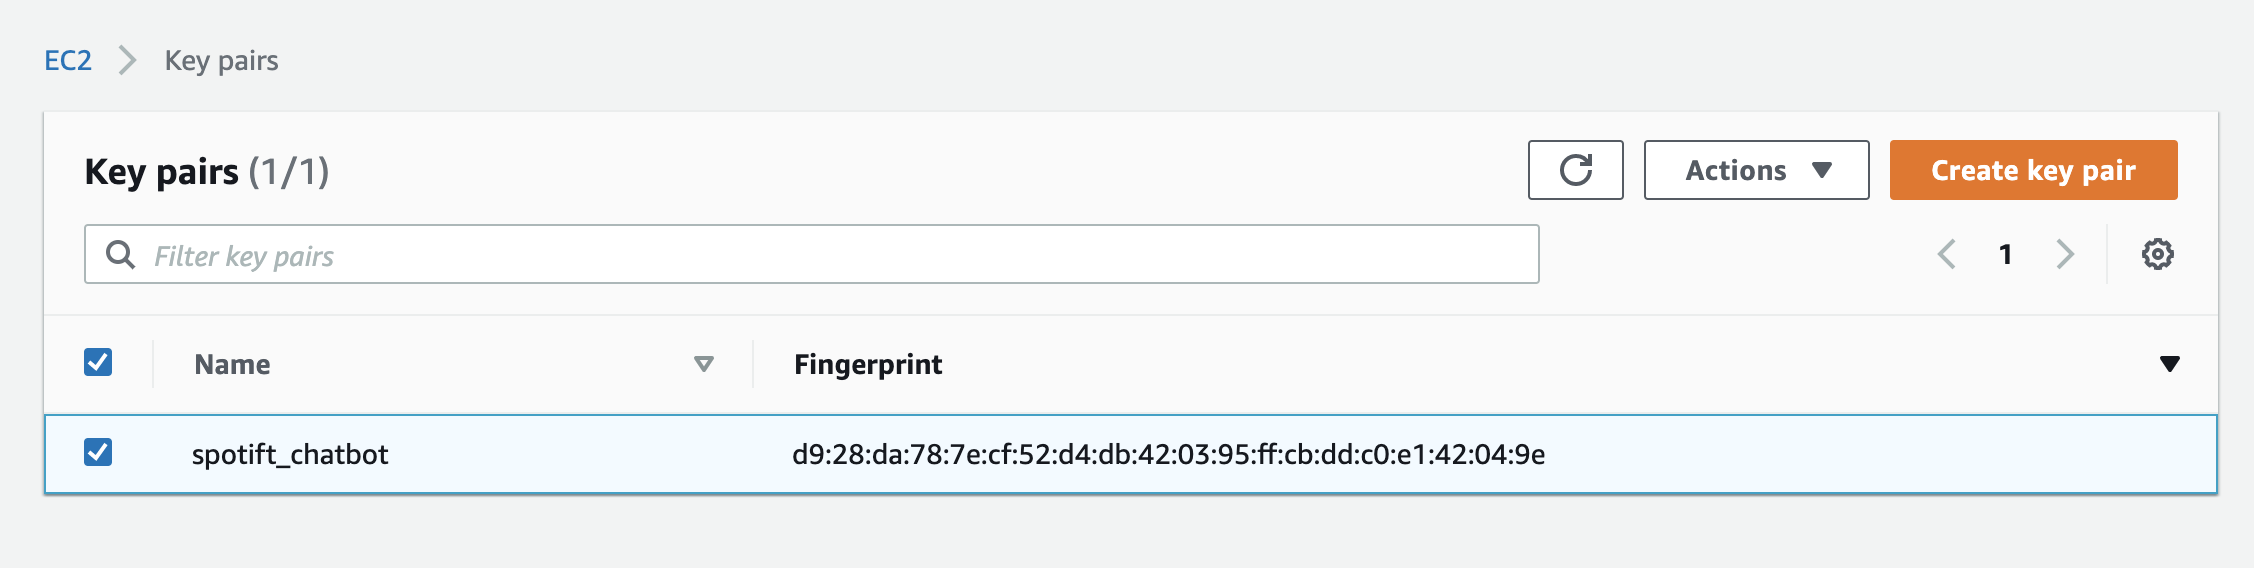 EC2 Key pairs
Key pairs (1/1)
Actions
Create key pair
Filter key pairs
1
Name Fingerprint
spotift_chatbot d9:28:da:78:7e:cf:52:d4:db:42:03:95:ff:cb:dd:c0:e1:42:04:9e